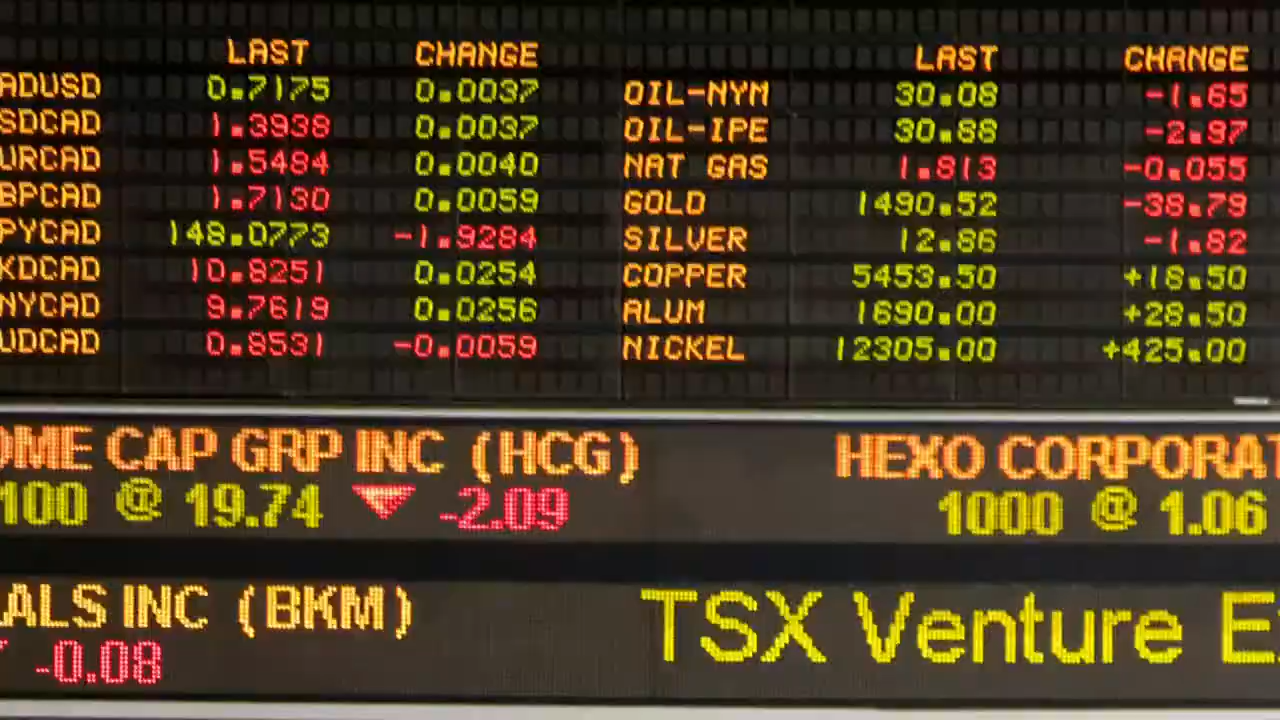 LAST CHANGE
ADUSD 0.7175 0.0037
SDCAD 1.3938 0.0037
URCAD 1.5484 0.0040
BPCAD 1.7130 0.0059
PYCAD 148.0773 -1.9284
KDCAD 10.8251 0.0254
NYCAD 9.7619 0.0256
UDCAD 0.8531 -0.0059
LAST CHANGE
OIL-NYM 30.08 -1.65
OIL-IPE 30.88 -2.97
NAT GAS 1.813 -0.055
GOLD 1490.52 -38.79
SILVER 12.86 -1.82
COPPER 5453.50 +18.50
ALUM 1690.00 +28.50
NICKEL 12305.00 +425.00
OME CAP GRP INC (HCG) HEXO CORPORAT
100 @ 19.74 ▼ -2.09 1000 @ 1.06
ALS INC (BKM) TSX Venture E
-0.08